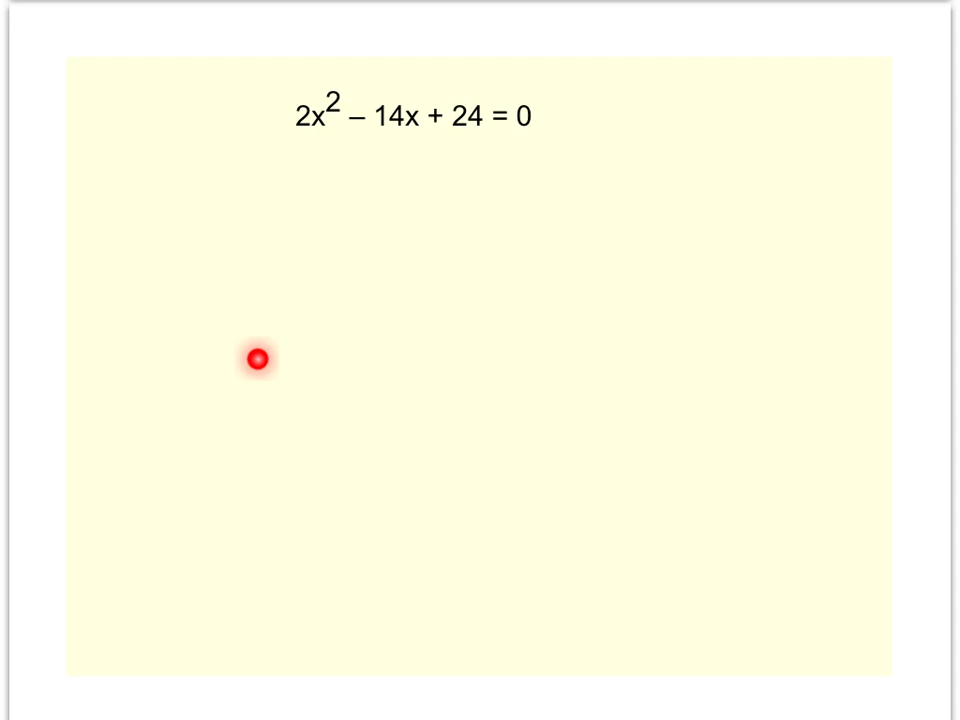 2x² – 14x + 24 = 0